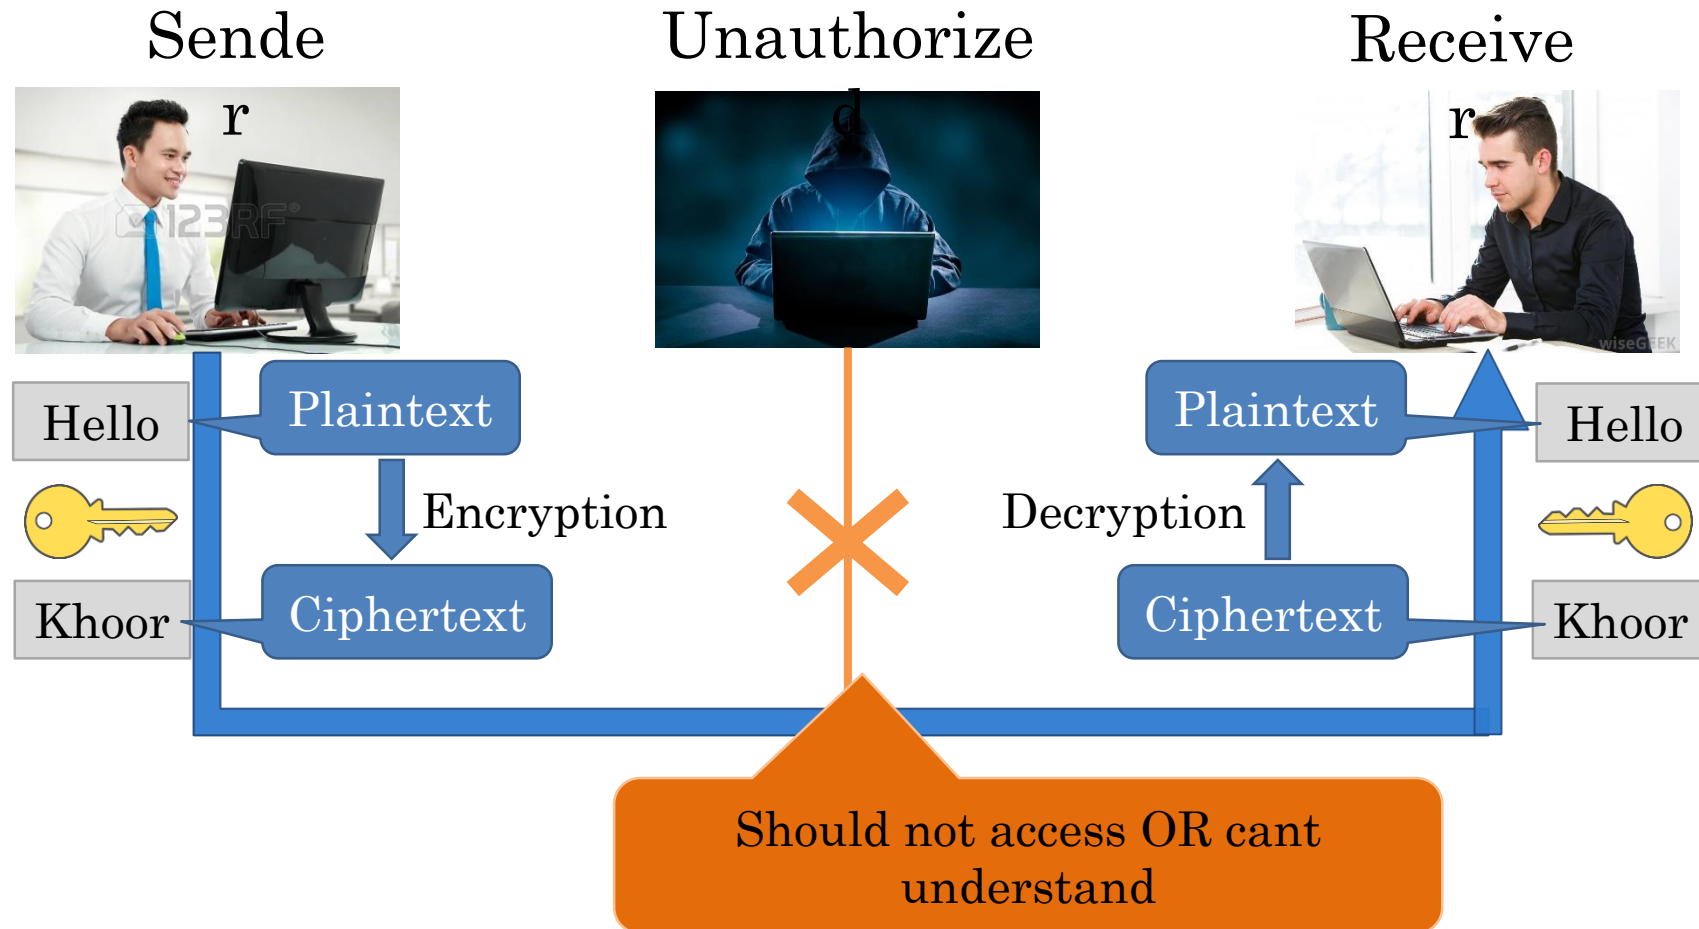 Sende
r
Unauthorize
d
Receive
r
123RF®
wiseGEEK
Hello
Plaintext
Encryption
Khoor
Ciphertext
Plaintext
Hello
Decryption
Ciphertext
Khoor
Should not access OR cant
understand